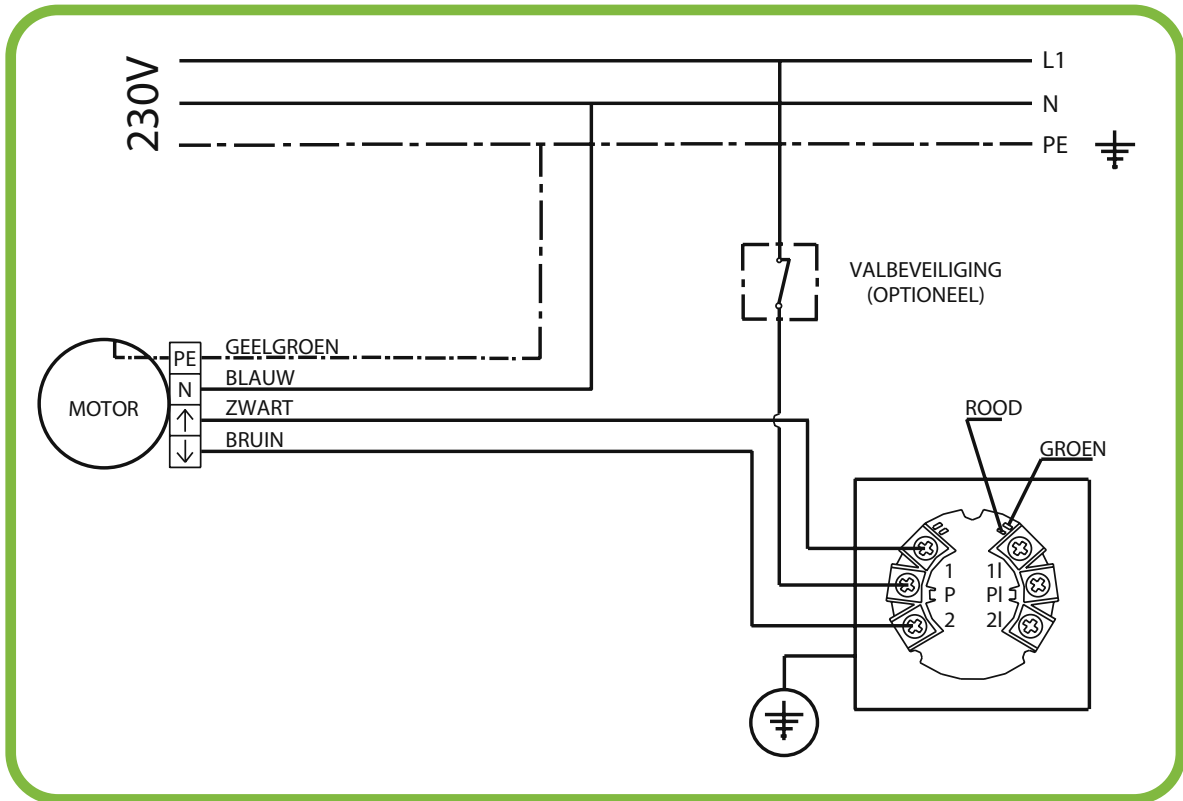 230V
L1
N
PE
VALBEVEILIGING
(OPTIONEEL)
MOTOR
PE
GEELGROEN
N
BLAUW
↑
ZWART
↓
BRUIN
ROOD
GROEN
1 1I
P PI
2 2I